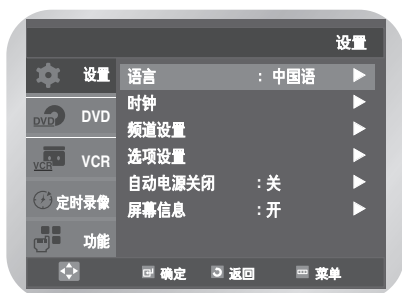 设置
设置
语言 : 中国语 ▶
时钟 ▶
DVD DVD
频道设置 ▶
VCR VCR
选项设置 ▶
自动电源关闭 : 关 ▶
定时录像
屏幕信息 : 开 ▶
功能
确定 返回 菜单